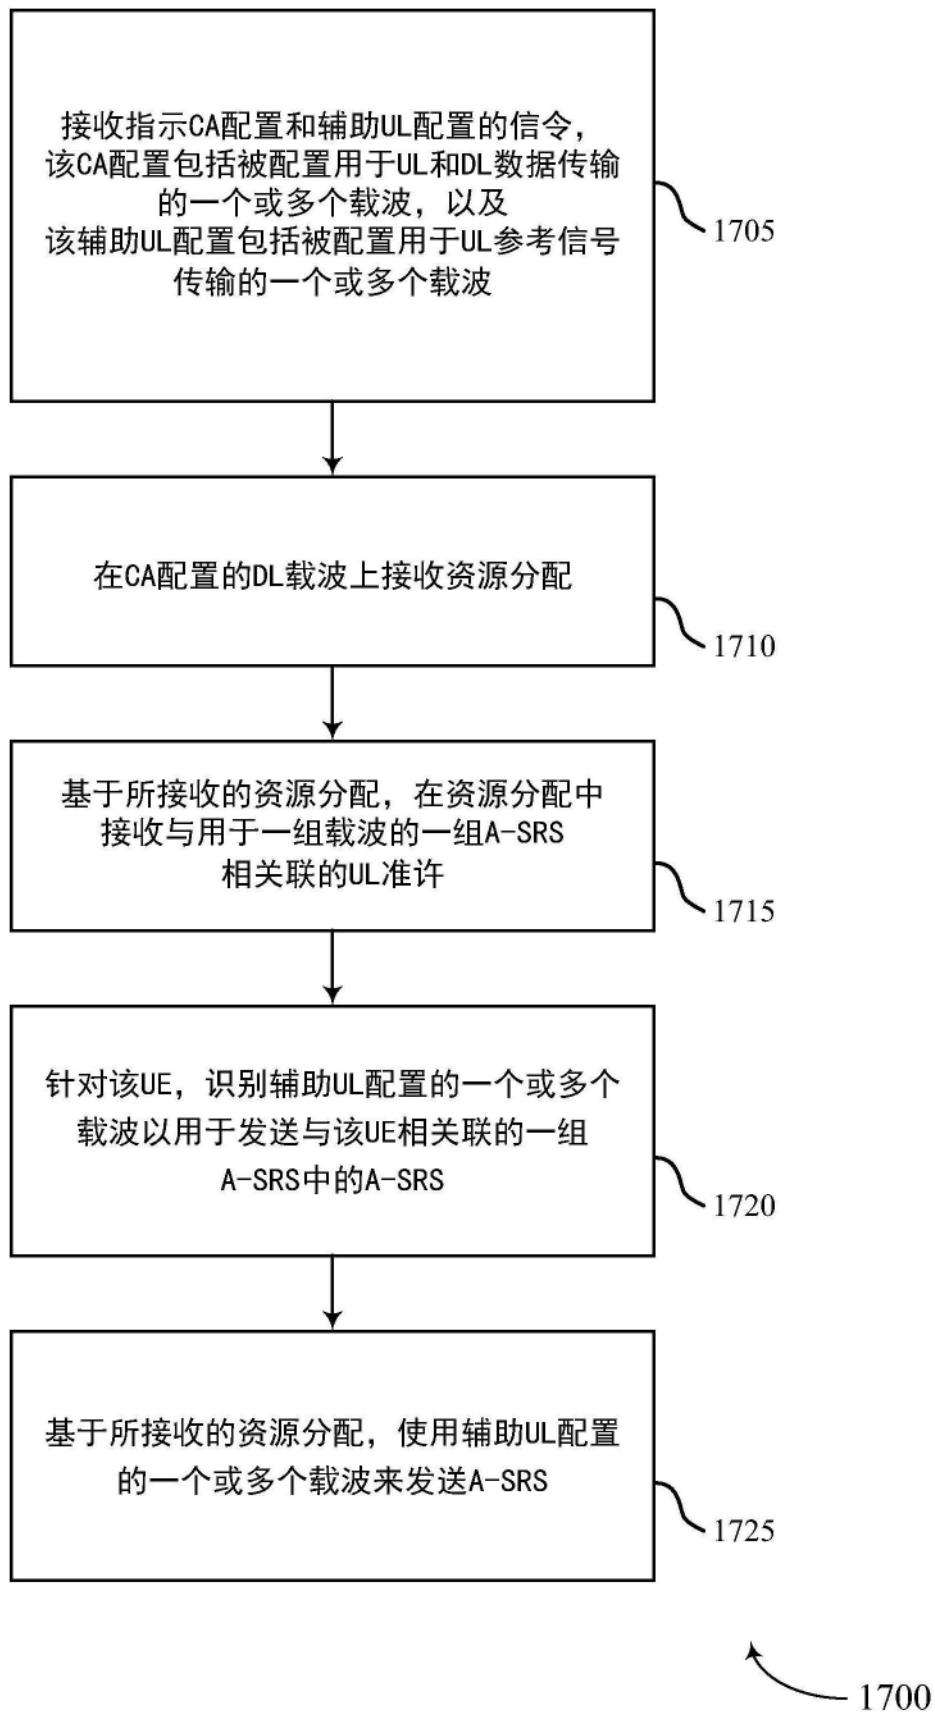 接收指示CA配置和辅助UL配置的信令，
该CA配置包括被配置用于UL和DL数据传输
的一个或多个载波，以及
该辅助UL配置包括被配置用于UL参考信号
传输的一个或多个载波
1705
在CA配置的DL载波上接收资源分配
1710
基于所接收的资源分配，在资源分配中
接收与用于一组载波的一组A-SRS
相关联的UL准许
1715
针对该UE，识别辅助UL配置的一个或多个
载波以用于发送与该UE相关联的一组
A-SRS中的A-SRS
1720
基于所接收的资源分配，使用辅助UL配置
的一个或多个载波来发送A-SRS
1725
1700